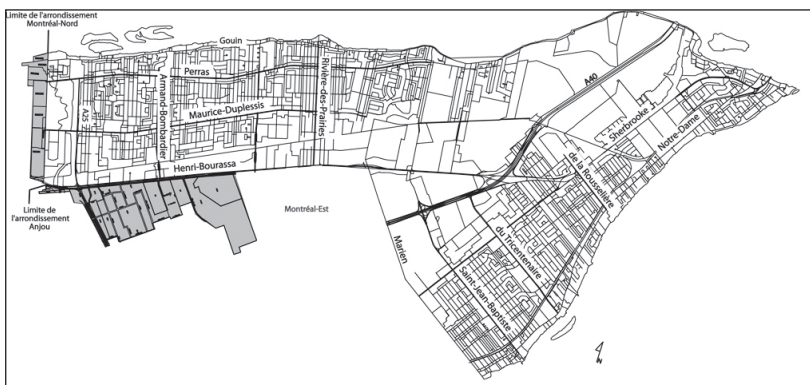 Limite de l'arrondissement
Montréal-Nord
Gouin
Perras
A25
Armand-Bombardier
Maurice-Duplessis
Rivière-des-Prairies
Henri-Bourassa
Limite de
l'arrondissement
Anjou
Montréal-Est
A40
Sherbrooke
Notre-Dame
de la Rousselière
du Tricentenaire
Marien
Saint-Jean-Baptiste
N